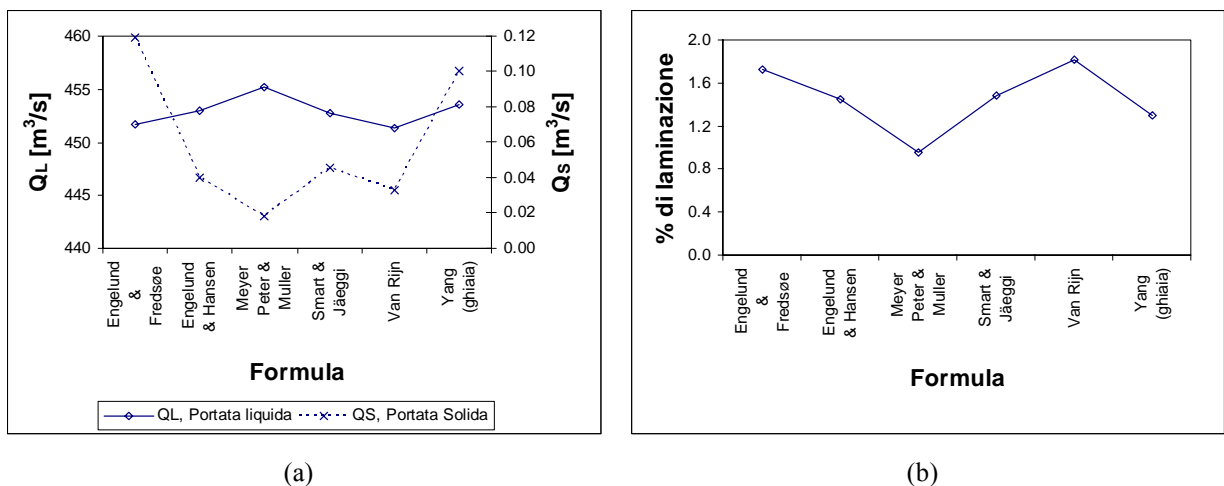 460
455
450
445
440
QL [m3/s]
0.12
0.10
0.08
0.06
0.04
0.02
0.00
QS [m3/s]
Engelund
&
Fredsøe
Engelund
& Hansen
Meyer
Peter &
Muller
Smart &
Jäeggi
Van Rijn
Yang
(ghiaia)
Formula
QL, Portata liquida
QS, Portata Solida
(a)
2.0
1.6
1.2
0.8
0.4
0.0
% di laminazione
Engelund
&
Fredsøe
Engelund
& Hansen
Meyer
Peter &
Muller
Smart &
Jäeggi
Van Rijn
Yang
(ghiaia)
Formula
(b)